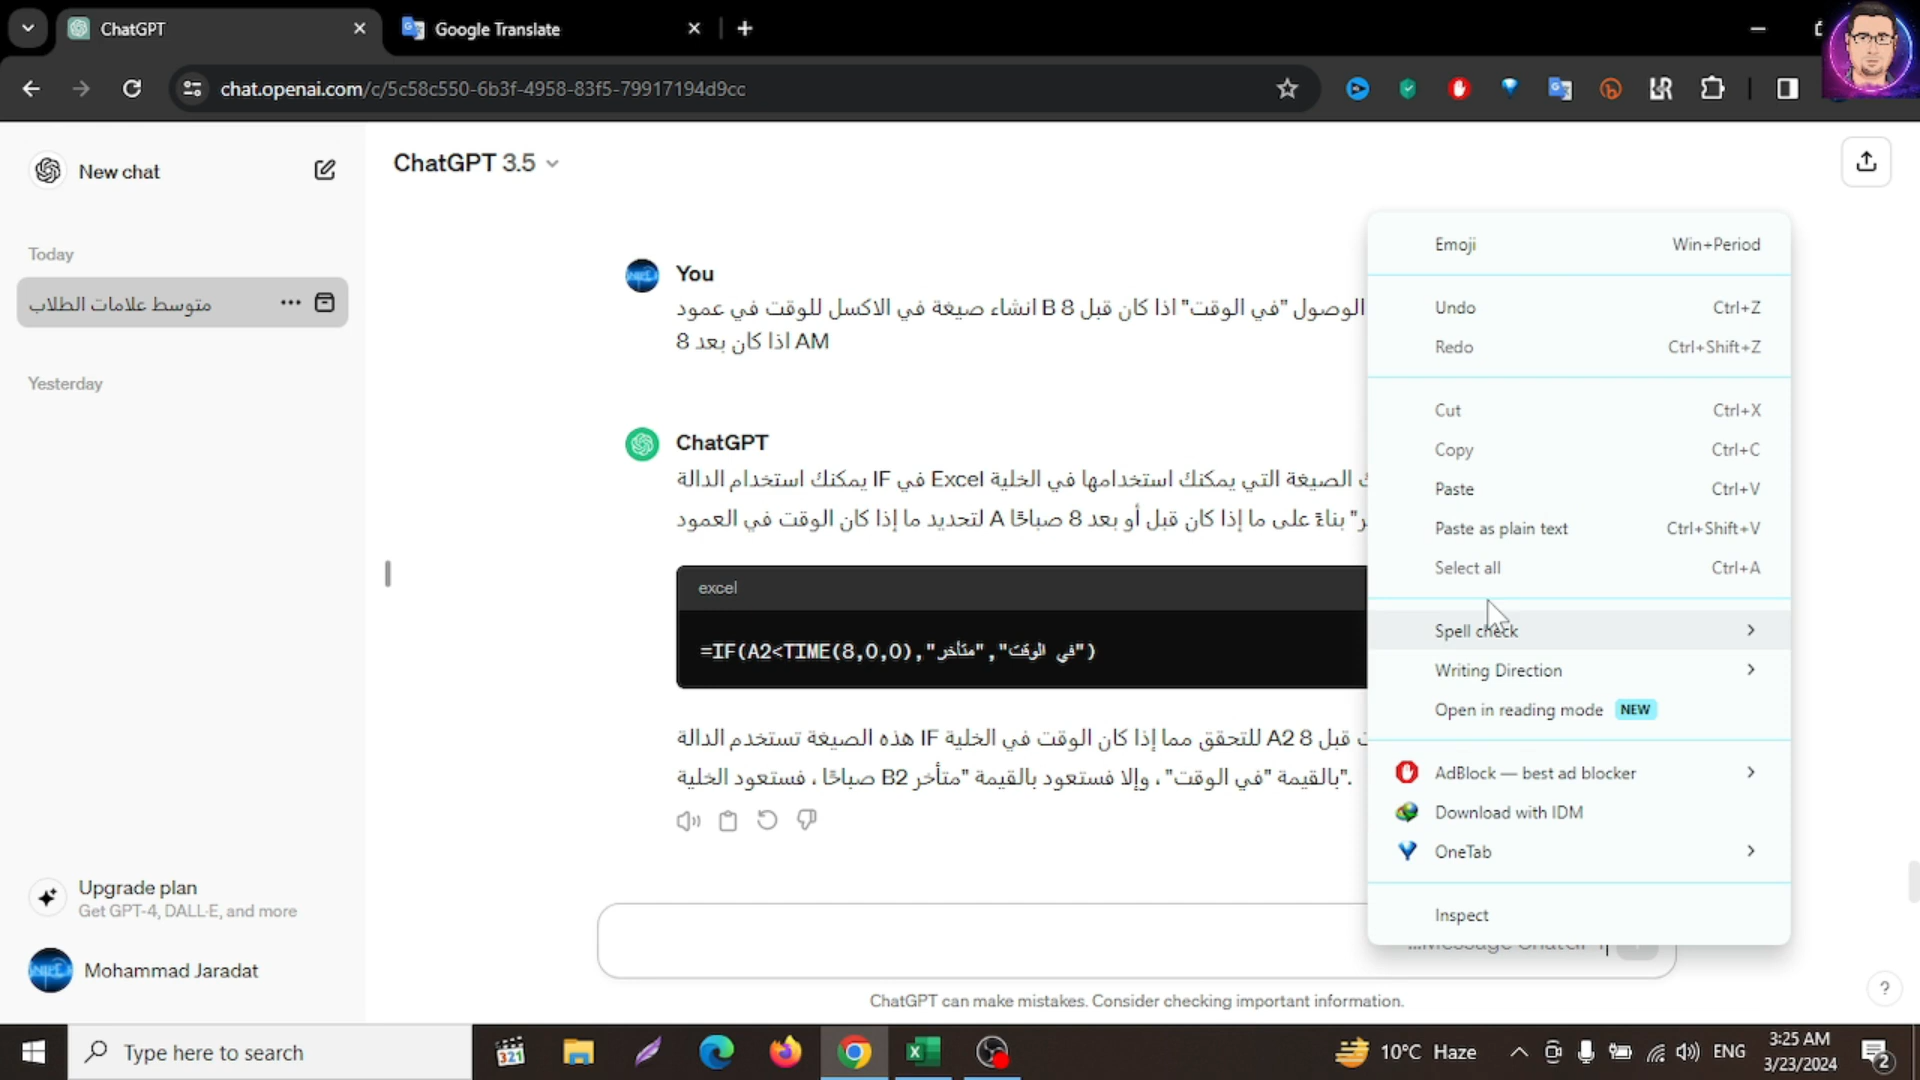 ChatGPT
Google Translate
chat.openai.com/c/5c58c550-6b3f-4958-83f5-79917194d9cc
New chat
ChatGPT 3.5
Today
متوسط علامات الطلاب
Yesterday
You
الوصول "في الوقت" اذا كان قبل 8 B انشاء صيغة في الاكسل للوقت في عمود
AM اذا كان بعد 8
ChatGPT
الصيغة التي يمكنك استخدامها في الخلية Excel في IF يمكنك استخدام الدالة
ر" بناءً على ما إذا كان قبل أو بعد 8 صباحًا A لتحديد ما إذا كان الوقت في العمود
excel
=IF(A2<TIME(8,0,0),"في الوقت","متأخر")
قبل 8 A2 للتحقق مما إذا كان الوقت في الخلية IF هذه الصيغة تستخدم الدالة
بالقيمة "في الوقت"، وإلا فستعود بالقيمة "متأخر B2 صباحًا ، فستعود الخلية".
Emoji Win+Period
Undo Ctrl+Z
Redo Ctrl+Shift+Z
Cut Ctrl+X
Copy Ctrl+C
Paste Ctrl+V
Paste as plain text Ctrl+Shift+V
Select all Ctrl+A
Spell check
Writing Direction
Open in reading mode NEW
AdBlock — best ad blocker
Download with IDM
OneTab
Inspect
Upgrade plan
Get GPT-4, DALL·E, and more
Mohammad Jaradat
ChatGPT can make mistakes. Consider checking important information.
?
Type here to search
321
10°C Haze
ENG
3:25 AM
3/23/2024
2